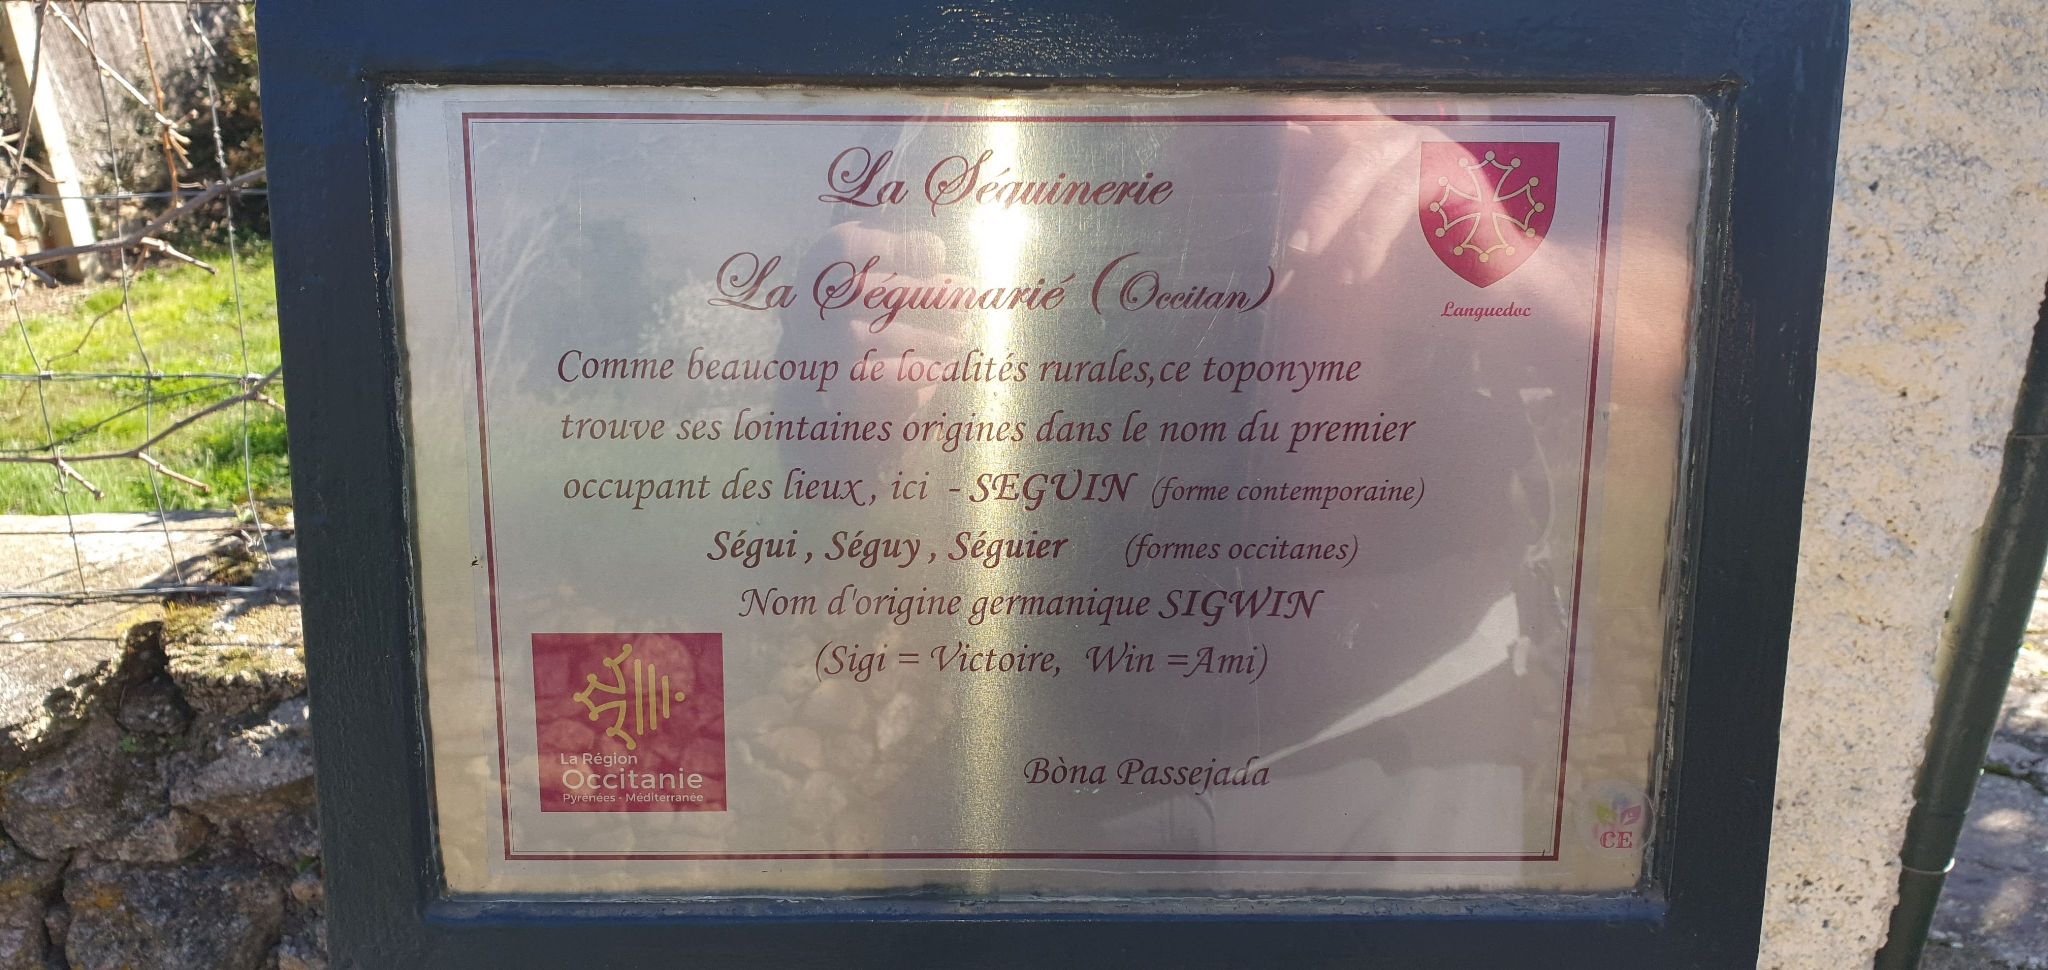 La Séguinerie
La Séguinarié (Occitan)
Languedoc
Comme beaucoup de localités rurales,ce toponyme
trouve ses lointaines origines dans le nom du premier
occupant des lieux, ici - SEGUIN (forme contemporaine)
Ségui , Séguy , Séguier (formes occitanes)
Nom d'origine germanique SIGWIN
(Sigi = Victoire, Win =Ami)
La Région
Occitanie
Pyrénées - Méditerranée
Bòna Passejada
CE